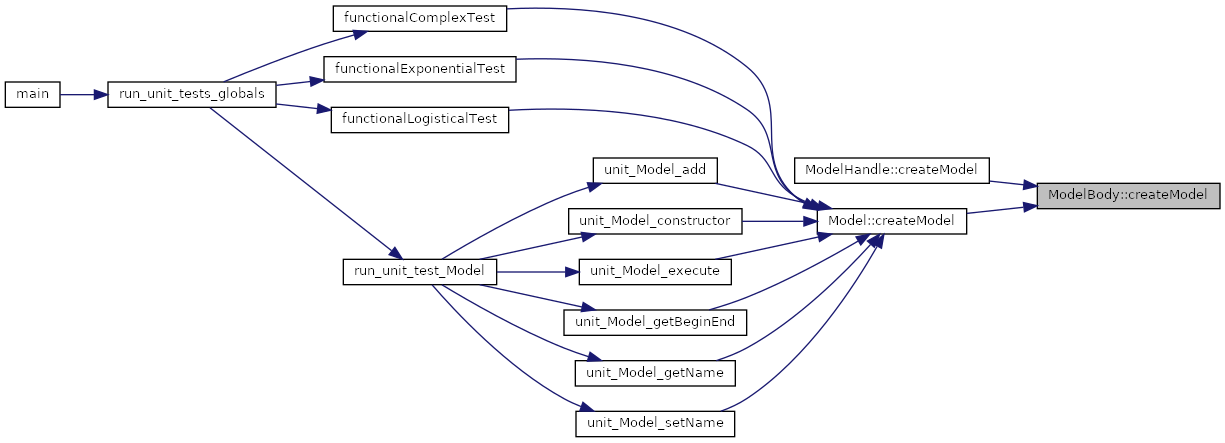 functionalComplexTest
functionalExponentialTest
main
run_unit_tests_globals
functionalLogisticalTest
unit_Model_add
ModelHandle::createModel
ModelBody::createModel
unit_Model_constructor
Model::createModel
run_unit_test_Model
unit_Model_execute
unit_Model_getBeginEnd
unit_Model_getName
unit_Model_setName